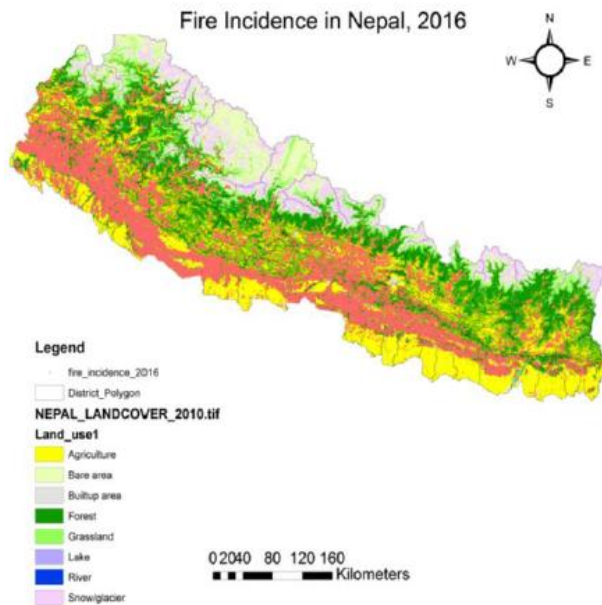 Fire Incidence in Nepal, 2016
N
W E
S
Legend
fire_incidence_2016
District_Polygon
NEPAL_LANDCOVER_2010.tif
Land_use1
Agriculture
Bare area
Builtup area
Forest
Grassland
Lake
River
Snow/glacier
0 20 40 80 120 160
Kilometers